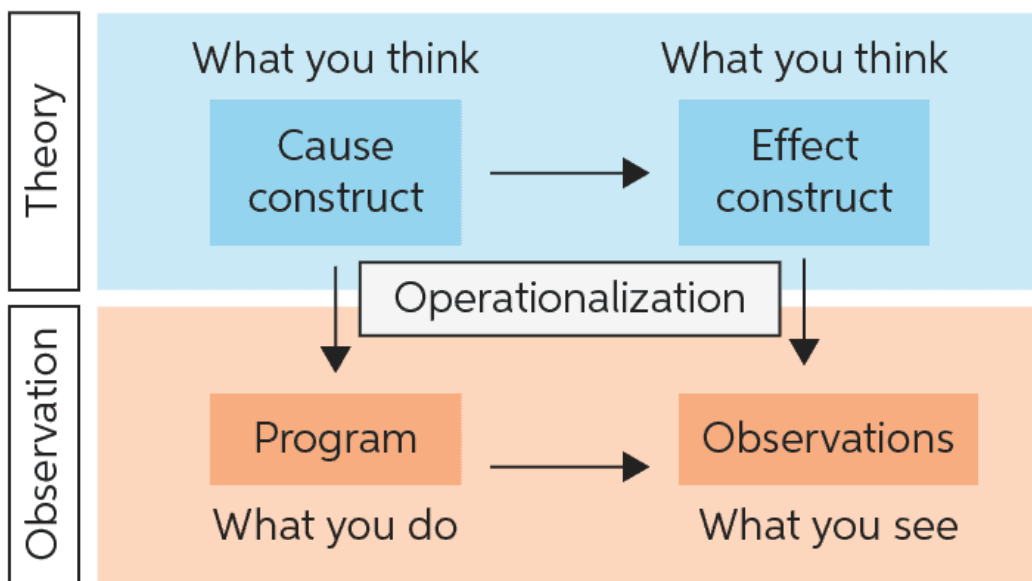 Theory
What you think
What you think
Cause
construct
Effect
construct
Operationalization
Observation
Program
Observations
What you do
What you see